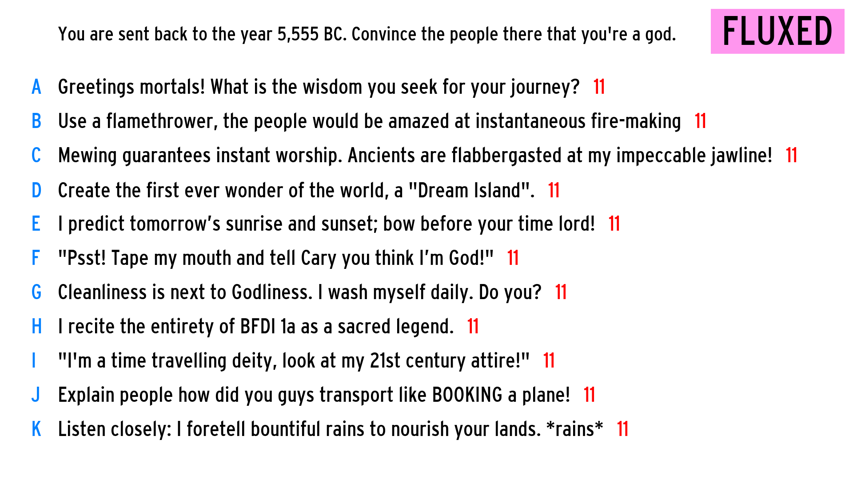 You are sent back to the year 5,555 BC. Convince the people there that you're a god.
FLUXED
A Greetings mortals! What is the wisdom you seek for your journey? 11
B Use a flamethrower, the people would be amazed at instantaneous fire-making 11
C Mewing guarantees instant worship. Ancients are flabbergasted at my impeccable jawline! 11
D Create the first ever wonder of the world, a "Dream Island". 11
E I predict tomorrow’s sunrise and sunset; bow before your time lord! 11
F "Psst! Tape my mouth and tell Cary you think I’m God!" 11
G Cleanliness is next to Godliness. I wash myself daily. Do you? 11
H I recite the entirety of BFDI 1a as a sacred legend. 11
I "I'm a time travelling deity, look at my 21st century attire!" 11
J Explain people how did you guys transport like BOOKING a plane! 11
K Listen closely: I foretell bountiful rains to nourish your lands. *rains* 11